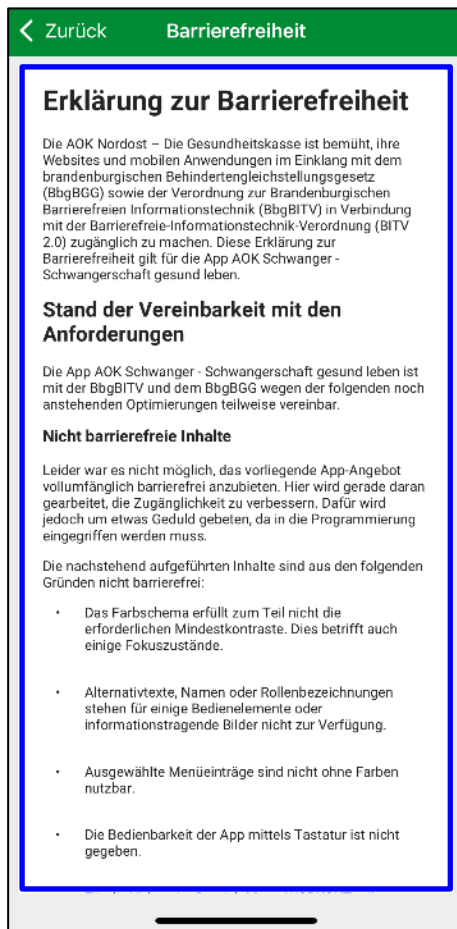 Zurück
Barrierefreiheit
Erklärung zur Barrierefreiheit
Die AOK Nordost – Die Gesundheitskasse ist bemüht, ihre
Websites und mobilen Anwendungen im Einklang mit dem
brandenburgischen Behindertengleichstellungsgesetz
(BbgBGG) sowie der Verordnung zur Brandenburgischen
Barrierefreien Informationstechnik (BbgBITV) in Verbindung
mit der Barrierefreie-Informationstechnik-Verordnung (BITV
2.0) zugänglich zu machen. Diese Erklärung zur
Barrierefreiheit gilt für die App AOK Schwanger -
Schwangerschaft gesund leben.
Stand der Vereinbarkeit mit den
Anforderungen
Die App AOK Schwanger - Schwangerschaft gesund leben ist
mit der BbgBITV und dem BbgBGG wegen der folgenden noch
anstehenden Optimierungen teilweise vereinbar.
Nicht barrierefreie Inhalte
Leider war es nicht möglich, das vorliegende App-Angebot
vollumfänglich barrierefrei anzubieten. Hier wird gerade daran
gearbeitet, die Zugänglichkeit zu verbessern. Dafür wird
jedoch um etwas Geduld gebeten, da in die Programmierung
eingegriffen werden muss.
Die nachstehend aufgeführten Inhalte sind aus den folgenden
Gründen nicht barrierefrei:
• Das Farbschema erfüllt zum Teil nicht die
erforderlichen Mindestkontraste. Dies betrifft auch
einige Fokuszustände.
• Alternativtexte, Namen oder Rollenbezeichnungen
stehen für einige Bedienelemente oder
informationstragende Bilder nicht zur Verfügung.
• Ausgewählte Menüeinträge sind nicht ohne Farben
nutzbar.
• Die Bedienbarkeit der App mittels Tastatur ist nicht
gegeben.